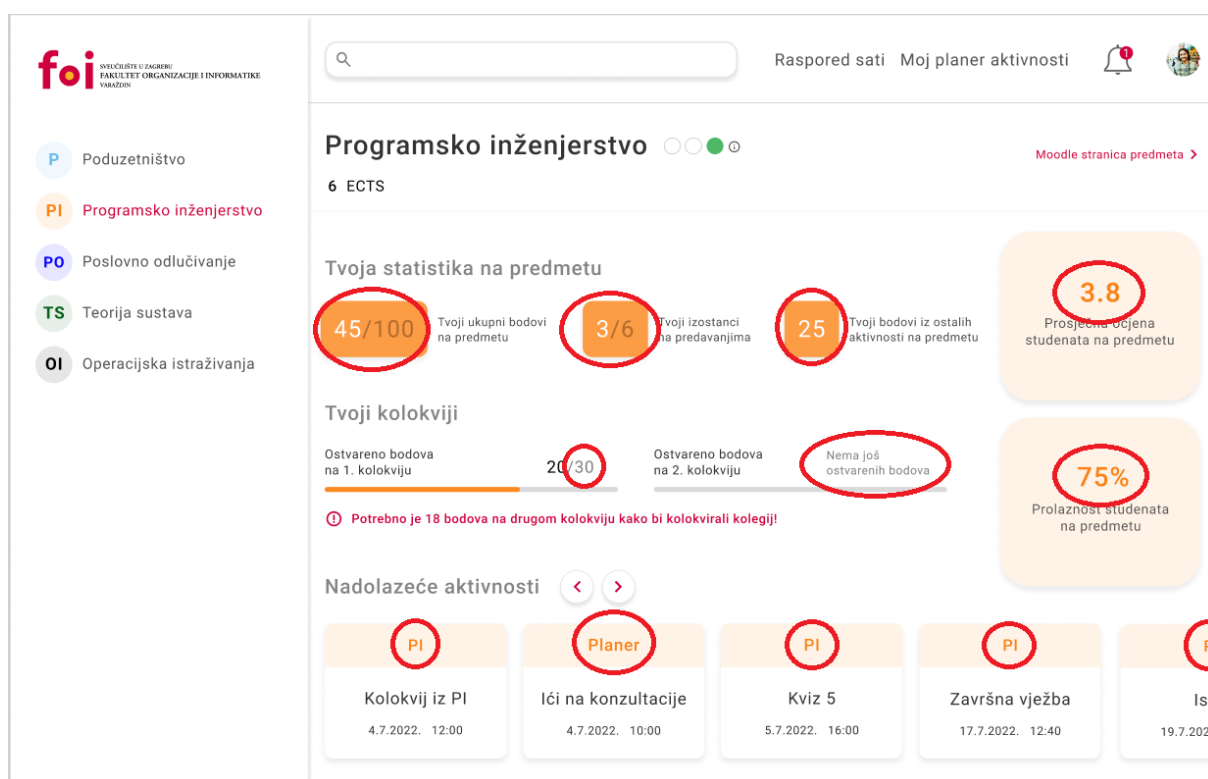 foi
SVEUČILIŠTE U ZAGREBU
FAKULTET ORGANIZACIJE I INFORMATIKE
VARAŽDIN
Raspored sati Moj planer aktivnosti
1
P Poduzetništvo
PI Programsko inženjerstvo
PO Poslovno odlučivanje
TS Teorija sustava
OI Operacijska istraživanja
Programsko inženjerstvo
6 ECTS
Moodle stranica predmeta
Tvoja statistika na predmetu
45/100
Tvoji ukupni bodovi
na predmetu
3/6
Tvoji izostanci
na predavanjima
25
Tvoji bodovi iz ostalih
aktivnosti na predmetu
3.8
Prosječna ocjena
studenata na predmetu
Tvoji kolokviji
Ostvareno bodova
na 1. kolokviju
20/30
Ostvareno bodova
na 2. kolokviju
Nema još
ostvarenih bodova
Potrebno je 18 bodova na drugom kolokviju kako bi kolokvirali kolegij!
75%
Prolaznost studenata
na predmetu
Nadolazeće aktivnosti
PI
Kolokvij iz PI
4.7.2022. 12:00
Planer
Ići na konzultacije
4.7.2022. 10:00
PI
Kviz 5
5.7.2022. 16:00
PI
Završna vježba
17.7.2022. 12:40
Is
19.7.202